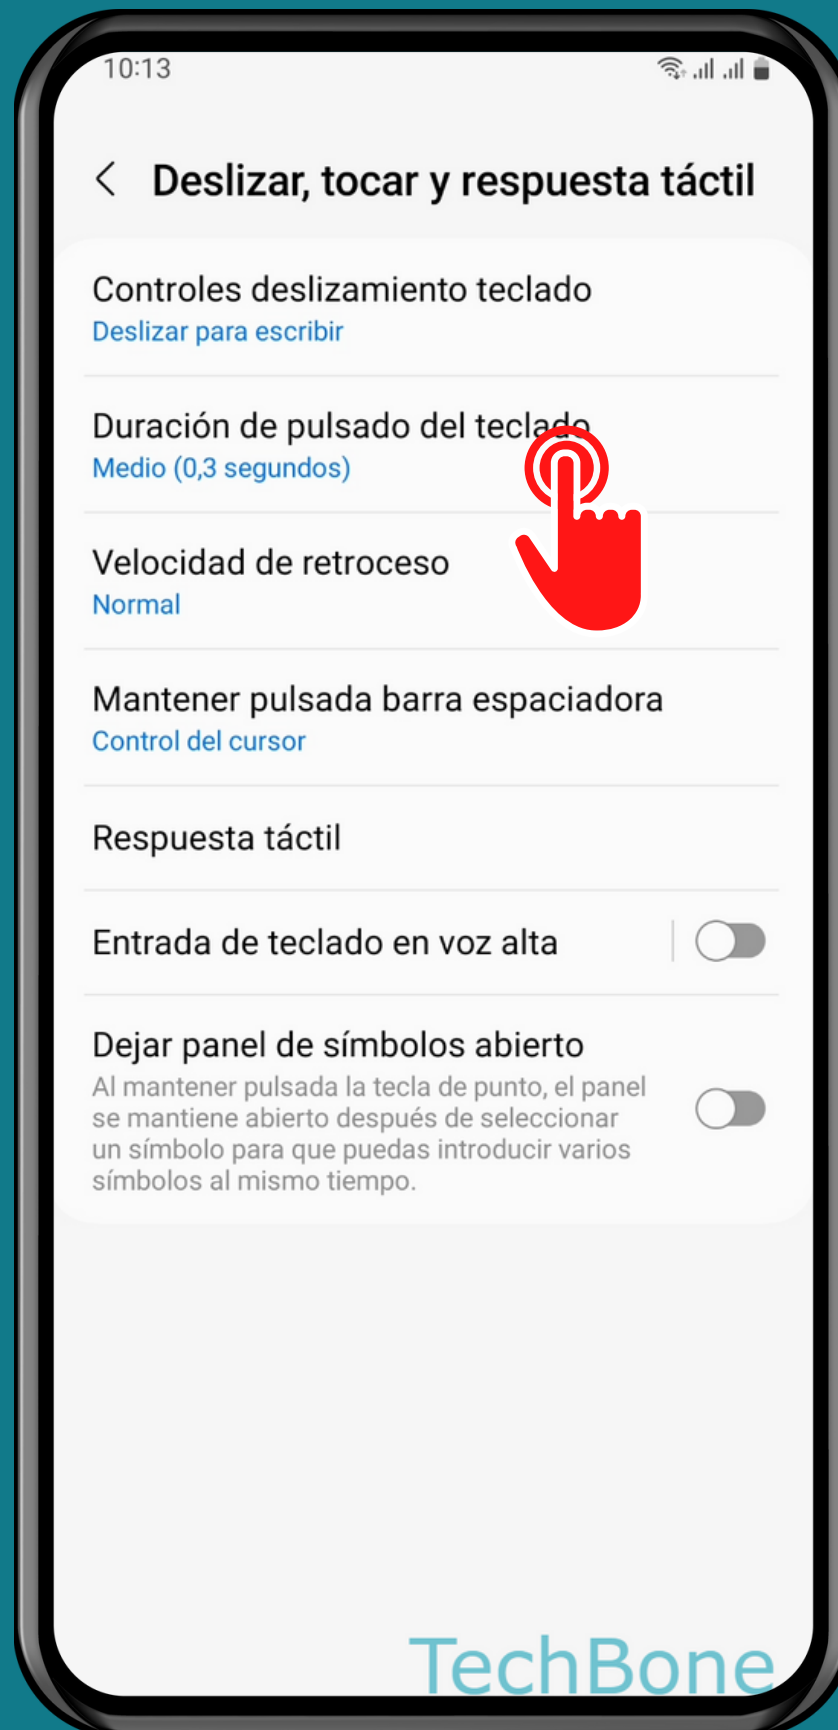 10:13
Deslizar, tocar y respuesta táctil
Controles deslizamiento teclado
Deslizar para escribir
Duración de pulsado del teclado
Medio (0,3 segundos)
Velocidad de retroceso
Normal
Mantener pulsada barra espaciadora
Control del cursor
Respuesta táctil
Entrada de teclado en voz alta
Dejar panel de símbolos abierto
Al mantener pulsada la tecla de punto, el panel
se mantiene abierto después de seleccionar
un símbolo para que puedas introducir varios
símbolos al mismo tiempo.
TechBone